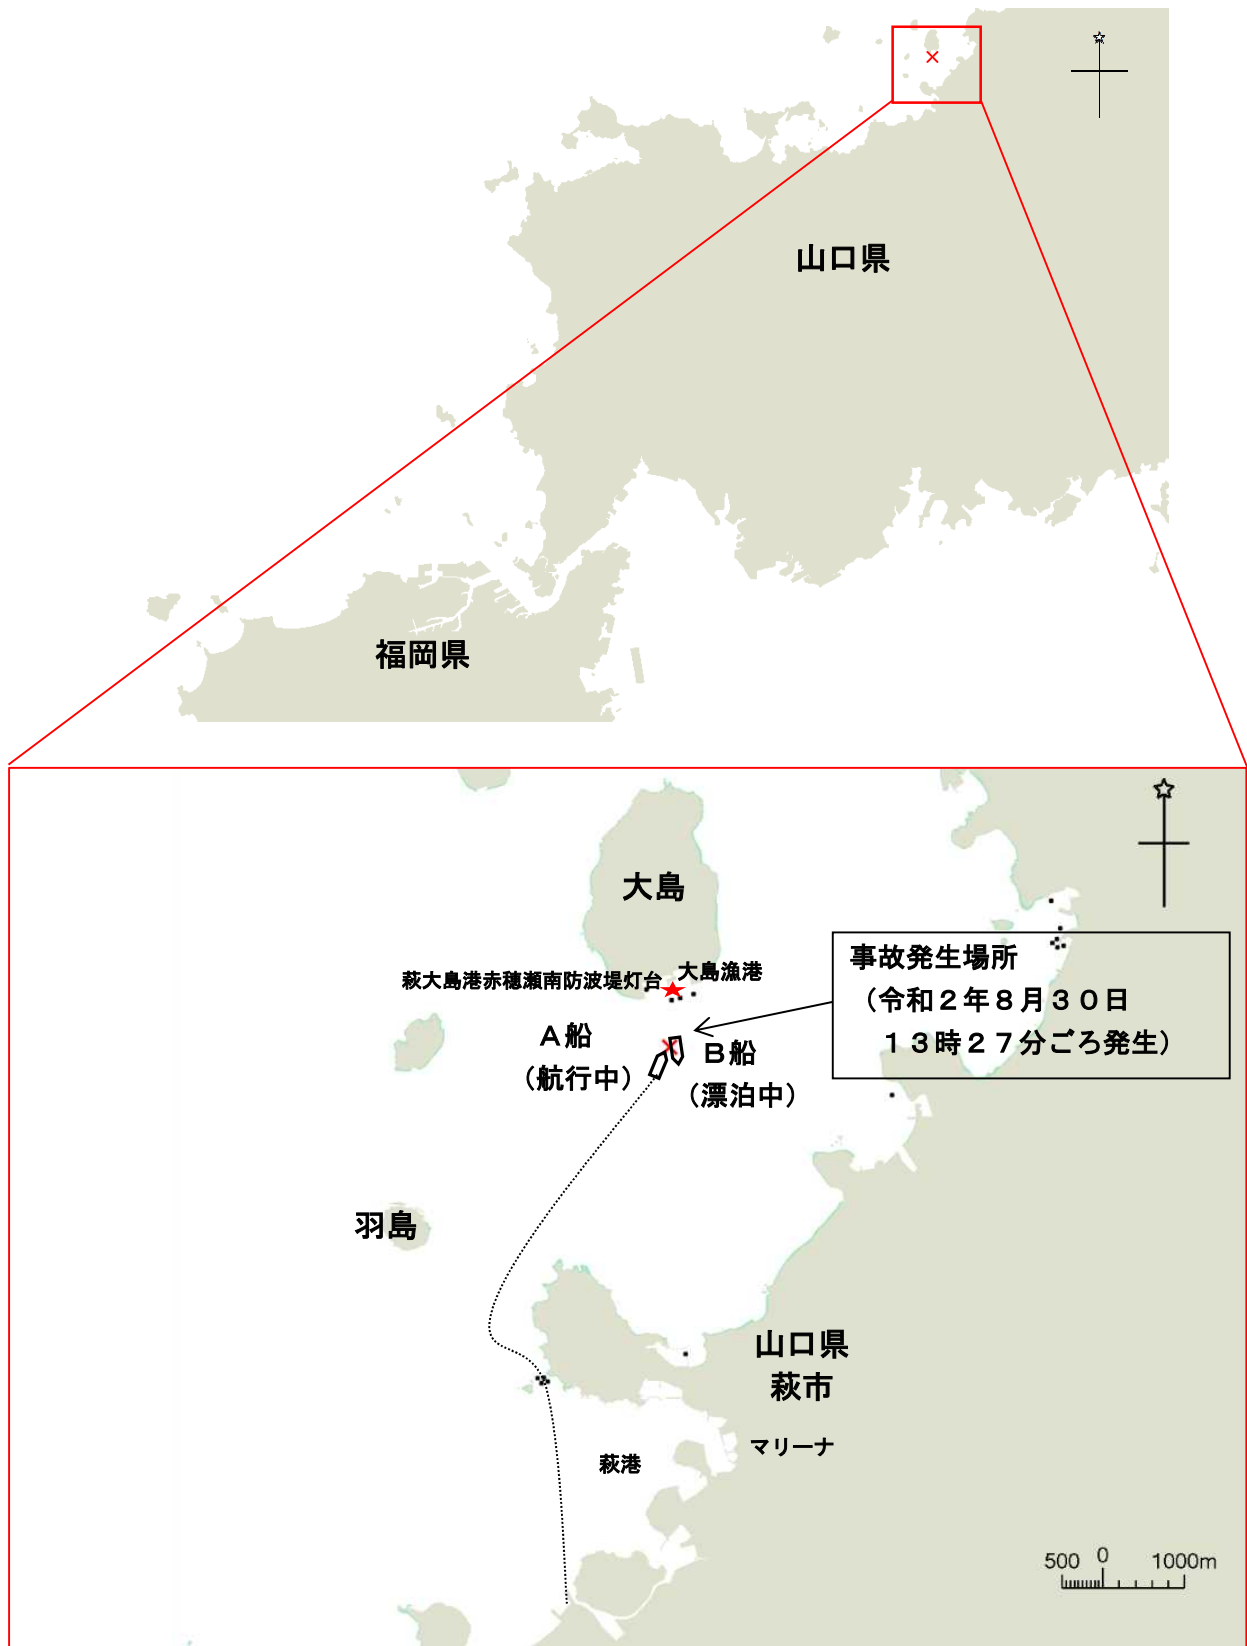 山口県
福岡県
大島
萩大島港赤穂瀬南防波堤灯台
大島漁港
事故発生場所
（令和２年８月３０日
１３時２７分ごろ発生）
Ａ船
（航行中）
Ｂ船
（漂泊中）
羽島
山口県
萩市
マリーナ
萩港
500 0 1000m